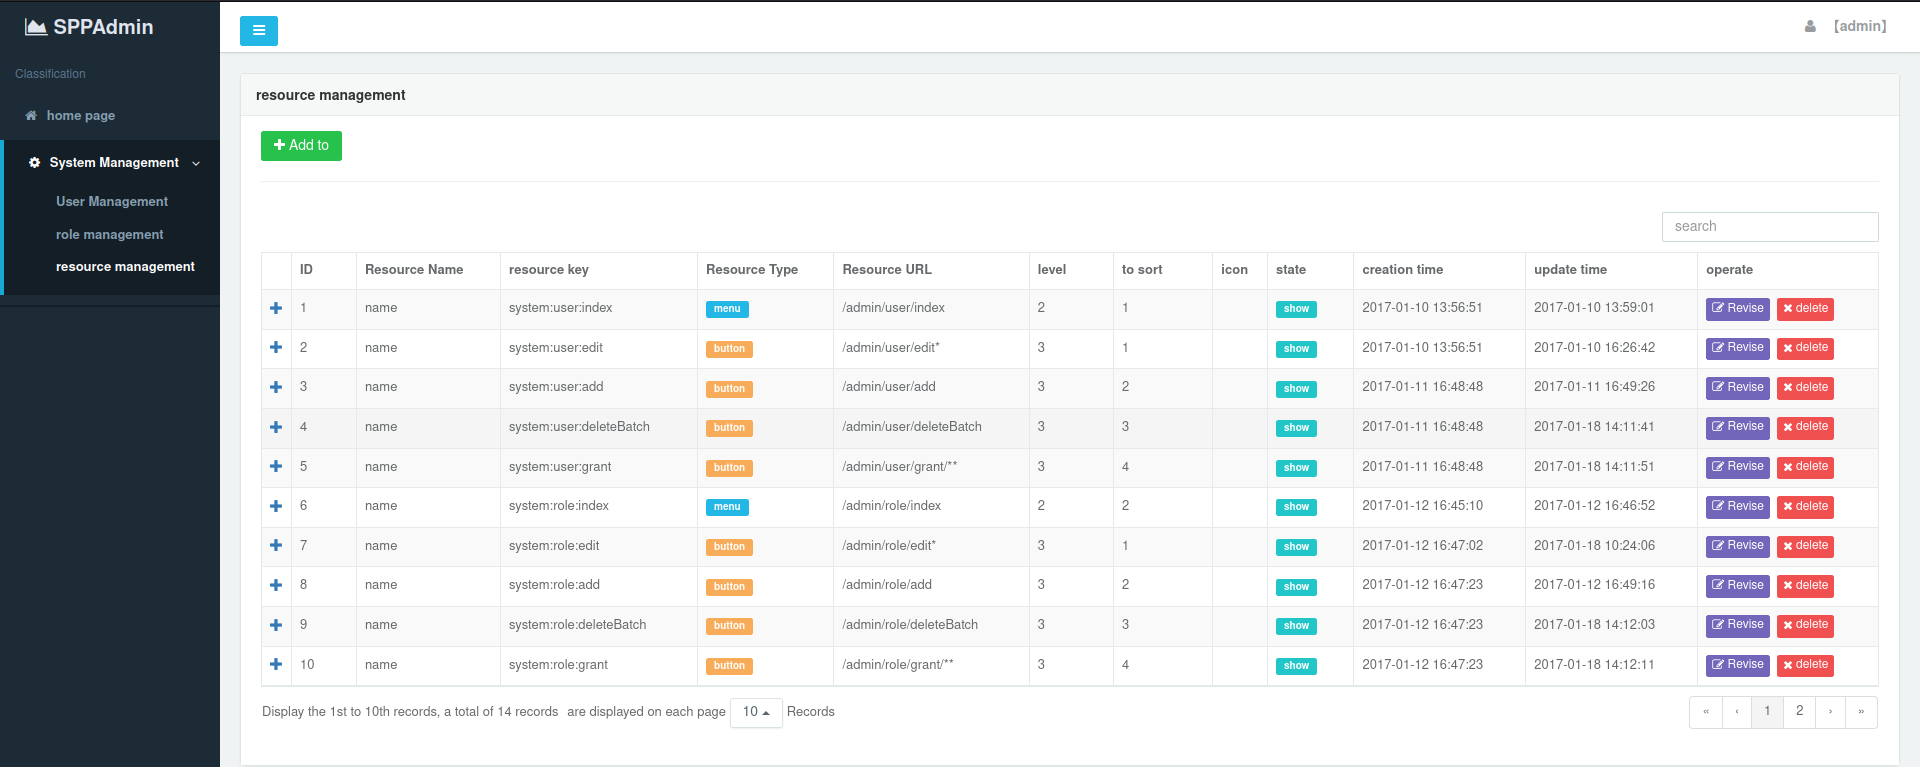 SPPAdmin
【admin】
Classification
home page
System Management
User Management
role management
resource management
resource management
Add to
search
ID Resource Name resource key Resource Type Resource URL level to sort icon state creation time update time operate
1 name system:user:index menu /admin/user/index 2 1 show 2017-01-10 13:56:51 2017-01-10 13:59:01 Revise delete
2 name system:user:edit button /admin/user/edit* 3 1 show 2017-01-10 13:56:51 2017-01-10 16:26:42 Revise delete
3 name system:user:add button /admin/user/add 3 2 show 2017-01-11 16:48:48 2017-01-11 16:49:26 Revise delete
4 name system:user:deleteBatch button /admin/user/deleteBatch 3 3 show 2017-01-11 16:48:48 2017-01-18 14:11:41 Revise delete
5 name system:user:grant button /admin/user/grant/** 3 4 show 2017-01-11 16:48:48 2017-01-18 14:11:51 Revise delete
6 name system:role:index menu /admin/role/index 2 2 show 2017-01-12 16:45:10 2017-01-12 16:46:52 Revise delete
7 name system:role:edit button /admin/role/edit* 3 1 show 2017-01-12 16:47:02 2017-01-18 10:24:06 Revise delete
8 name system:role:add button /admin/role/add 3 2 show 2017-01-12 16:47:23 2017-01-12 16:49:16 Revise delete
9 name system:role:deleteBatch button /admin/role/deleteBatch 3 3 show 2017-01-12 16:47:23 2017-01-18 14:12:03 Revise delete
10 name system:role:grant button /admin/role/grant/** 3 4 show 2017-01-12 16:47:23 2017-01-18 14:12:11 Revise delete
Display the 1st to 10th records, a total of 14 records are displayed on each page 10 Records
« ‹ 1 2 › »